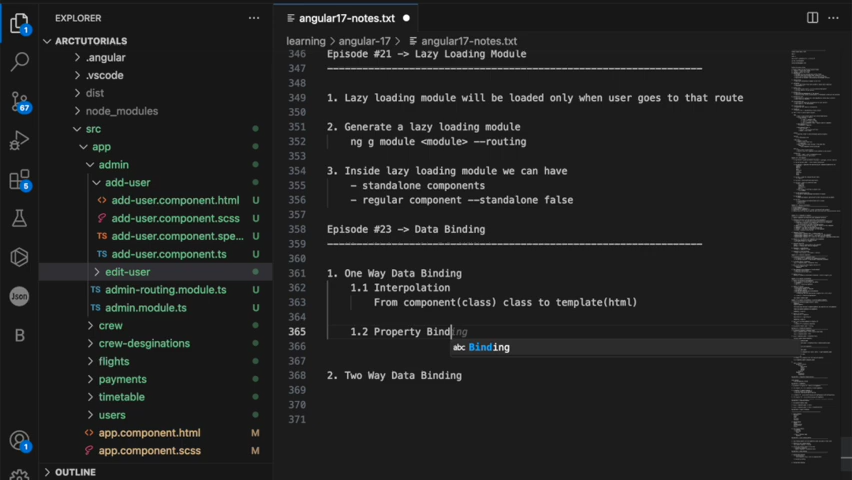 EXPLORER
ARCTUTORIALS
.angular
.vscode
dist
node_modules
src
app
admin
add-user
add-user.component.html U
add-user.component.scss U
add-user.component.spe... U
add-user.component.ts U
edit-user
TS admin-routing.module.ts U
TS admin.module.ts U
crew
crew-desginations
flights
payments
timetable
users
app.component.html M
app.component.scss M
OUTLINE
1
67
5
Json
B
1
angular17-notes.txt
learning > angular-17 > angular17-notes.txt
346 Episode #21 -> Lazy Loading Module
347 ----------------------------------------------------------------
348
349 1. Lazy loading module will be loaded only when user goes to that route
350
351 2. Generate a lazy loading module
352 ng g module <module> --routing
353
354 3. Inside lazy loading module we can have
355 - standalone components
356 - regular component --standalone false
357
358 Episode #23 -> Data Binding
359 ----------------------------------------------------------------
360
361 1. One Way Data Binding
362 1.1 Interpolation
363 From component(class) class to template(html)
364
365 1.2 Property Binding
366 abc Binding
367
368 2. Two Way Data Binding
369
370
371